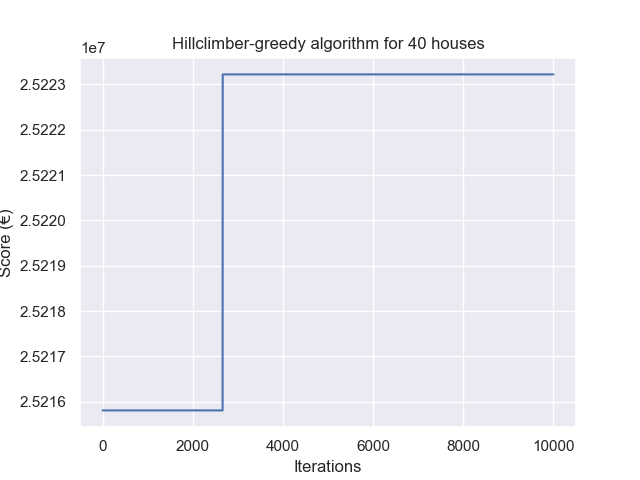 Hillclimber-greedy algorithm for 40 houses
1e7
2.5223
2.5222
2.5221
2.5220
2.5219
2.5218
2.5217
2.5216
Score (€)
0 2000 4000 6000 8000 10000
Iterations